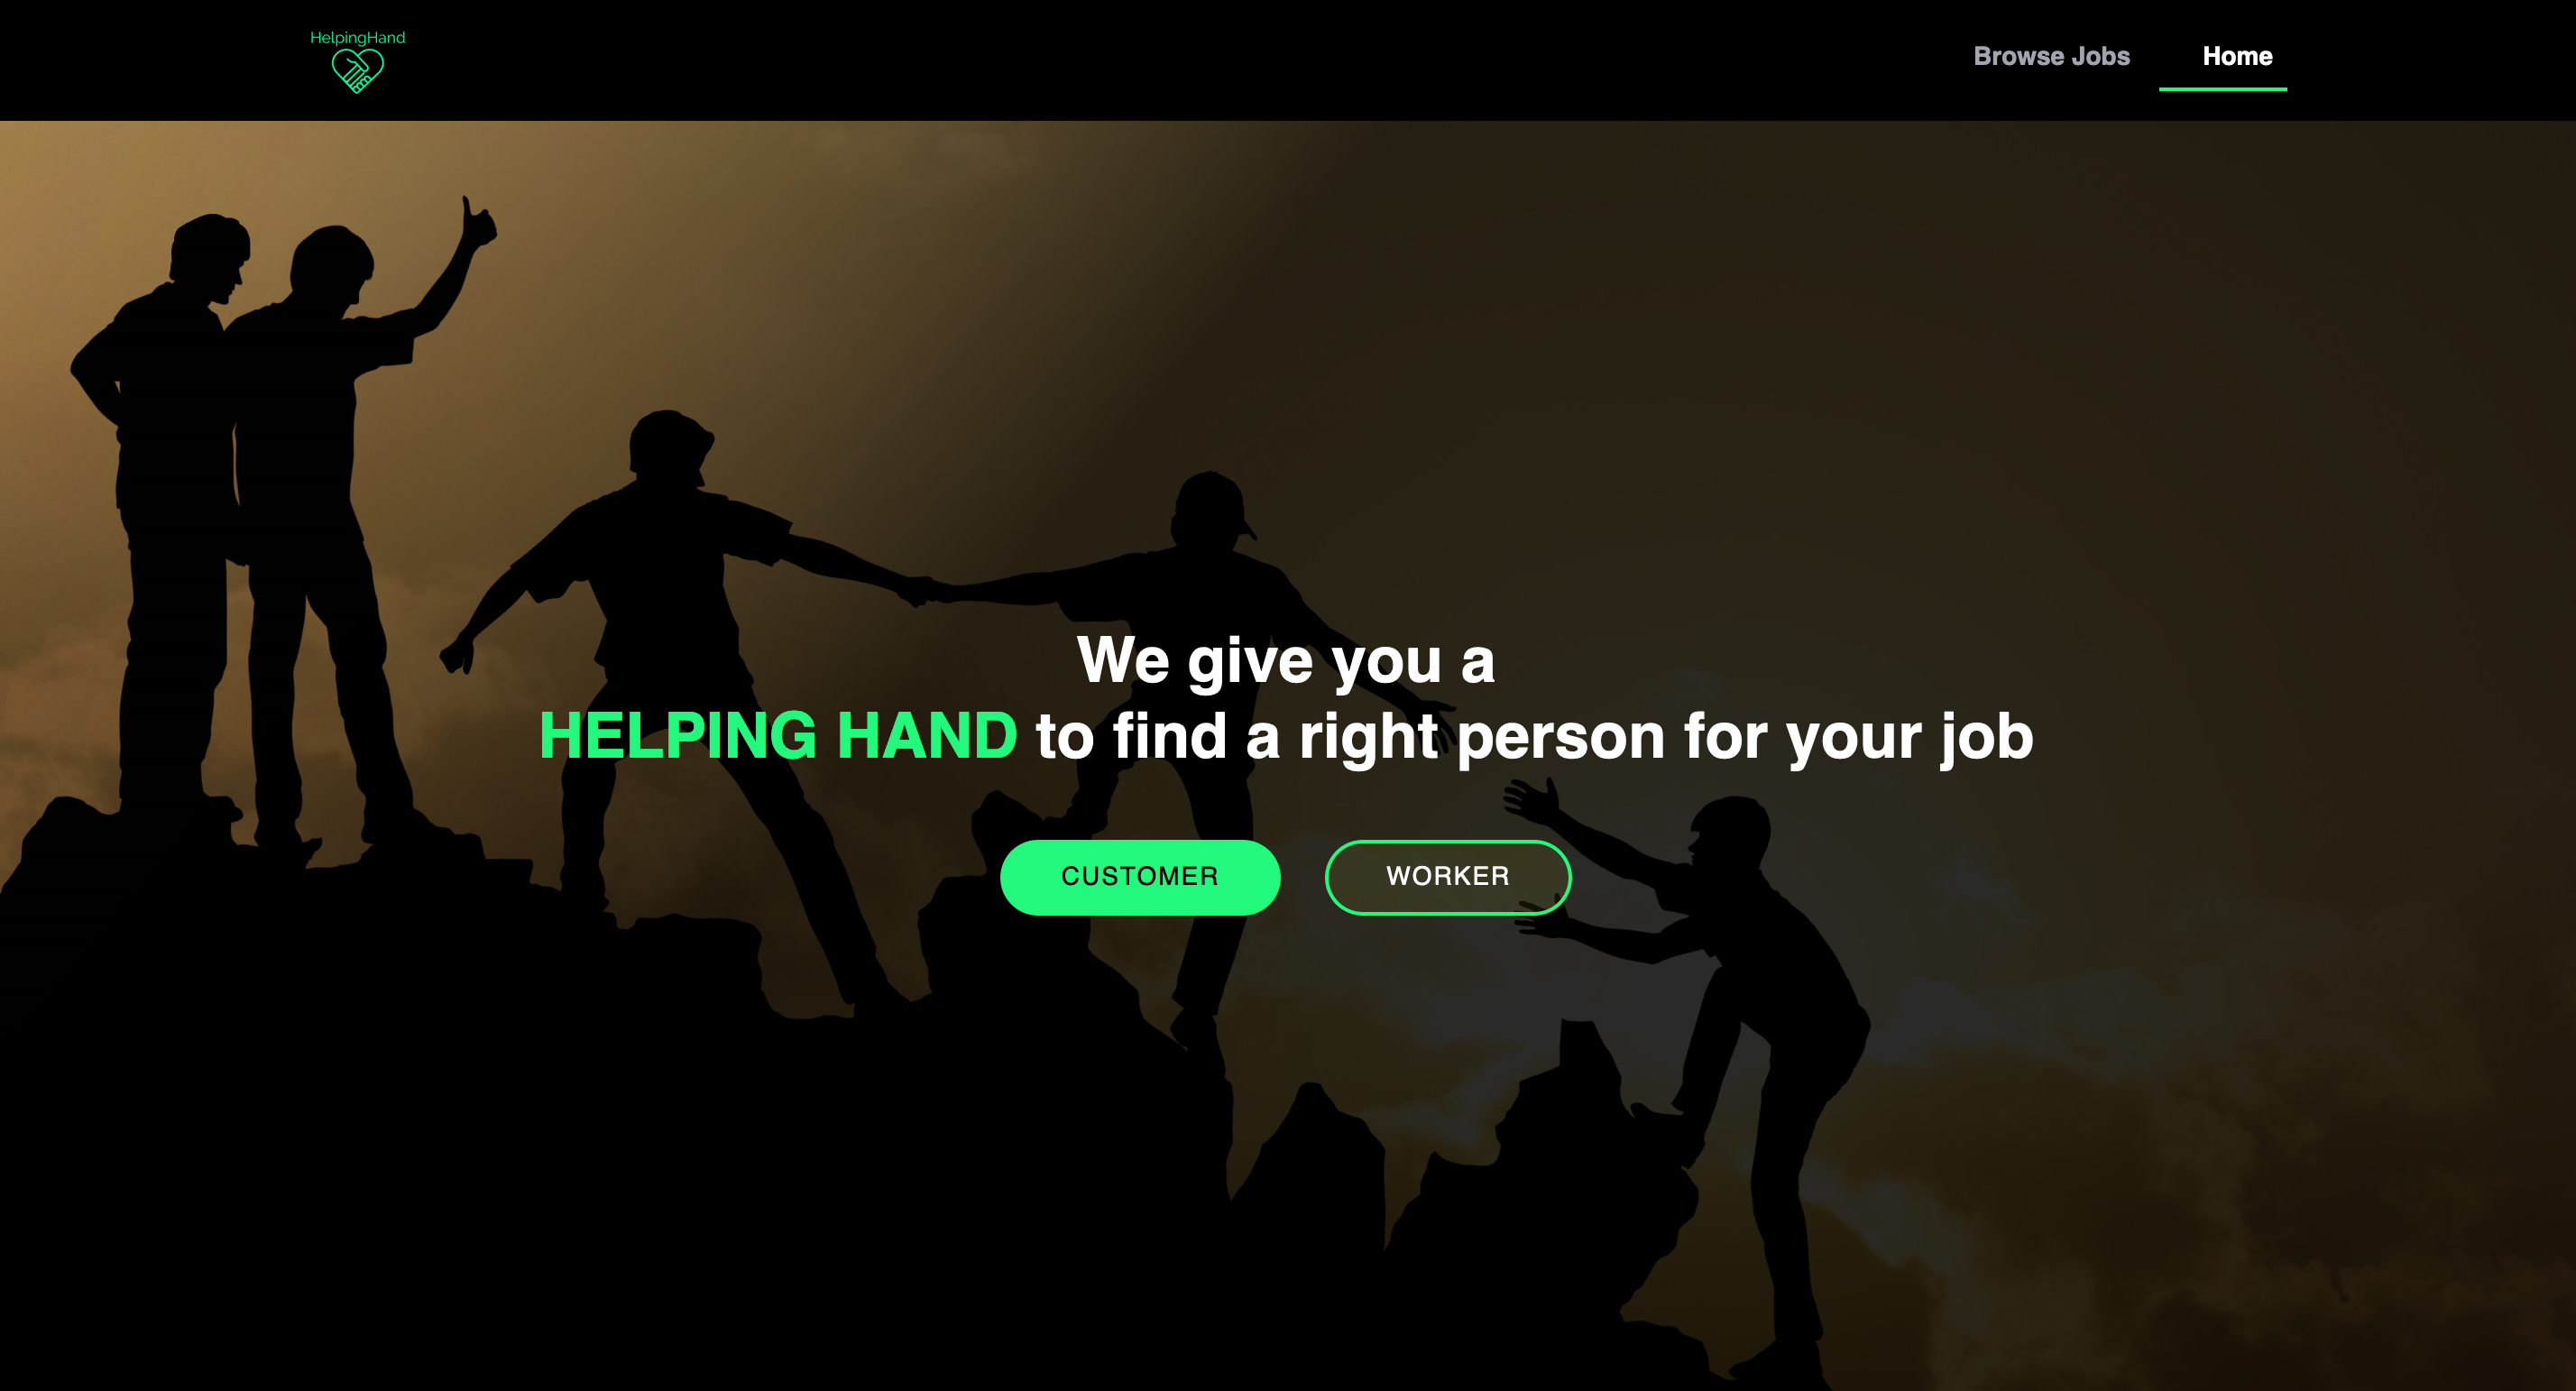 HelpingHand
Browse Jobs
Home
We give you a
HELPING HAND to find a right person for your job
CUSTOMER
WORKER